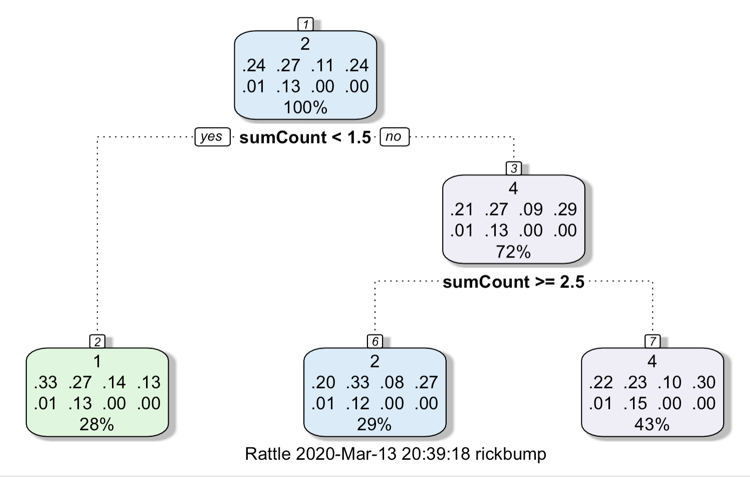 1
2
.24 .27 .11 .24
.01 .13 .00 .00
100%
yes sumCount < 1.5 no
3
4
.21 .27 .09 .29
.01 .13 .00 .00
72%
sumCount >= 2.5
2
1
.33 .27 .14 .13
.01 .13 .00 .00
28%
6
2
.20 .33 .08 .27
.01 .12 .00 .00
29%
7
4
.22 .23 .10 .30
.01 .15 .00 .00
43%
Rattle 2020-Mar-13 20:39:18 rickbump